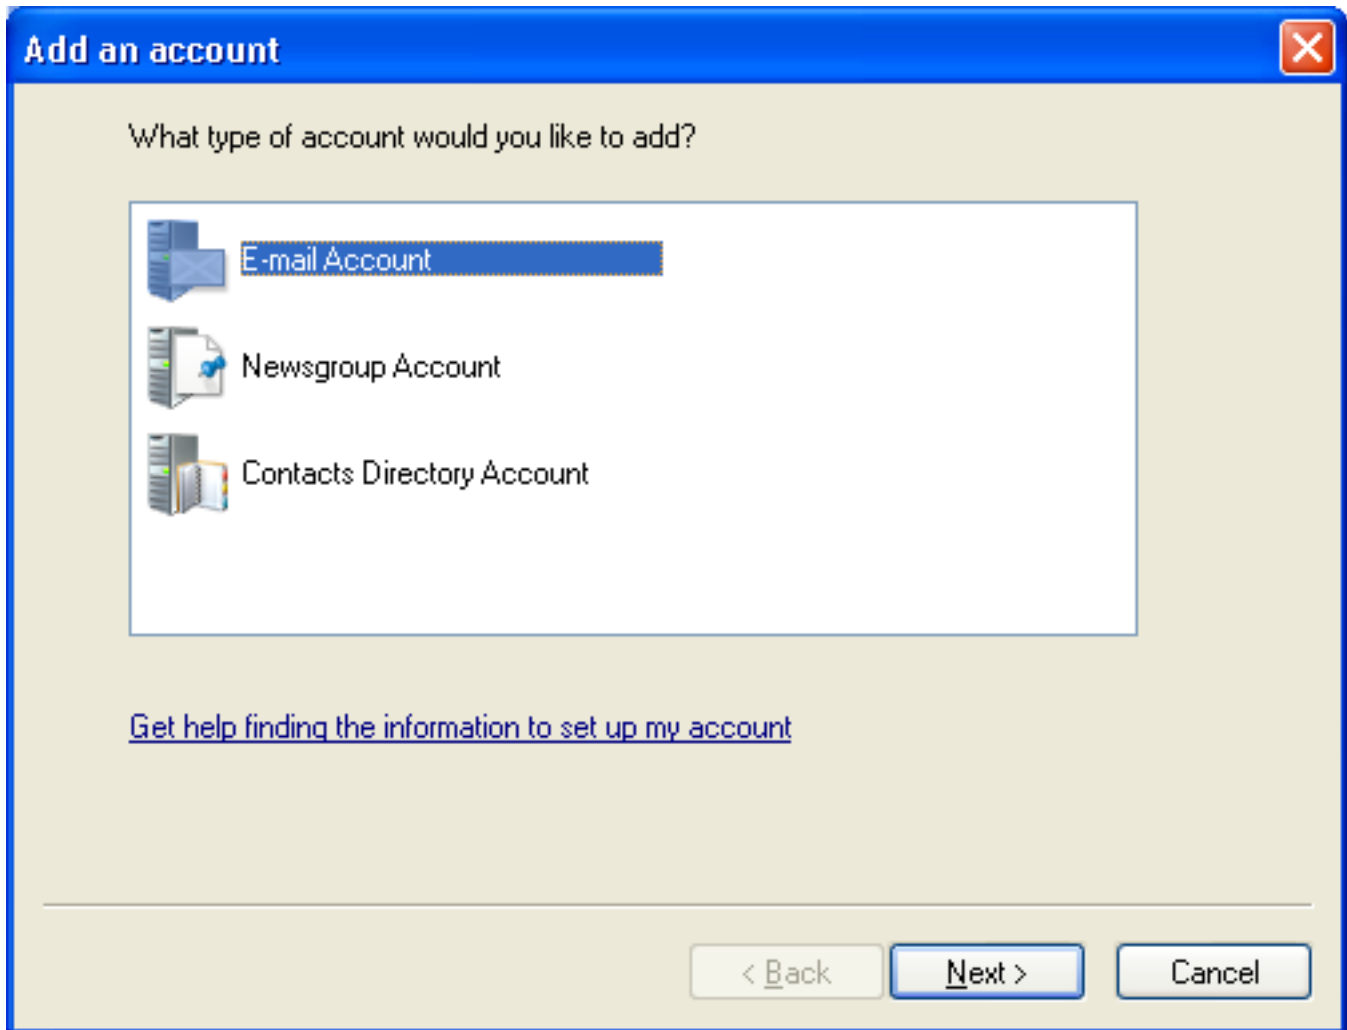 Add an account
What type of account would you like to add?
E-mail Account
Newsgroup Account
Contacts Directory Account
Get help finding the information to set up my account
< Back
Next >
Cancel